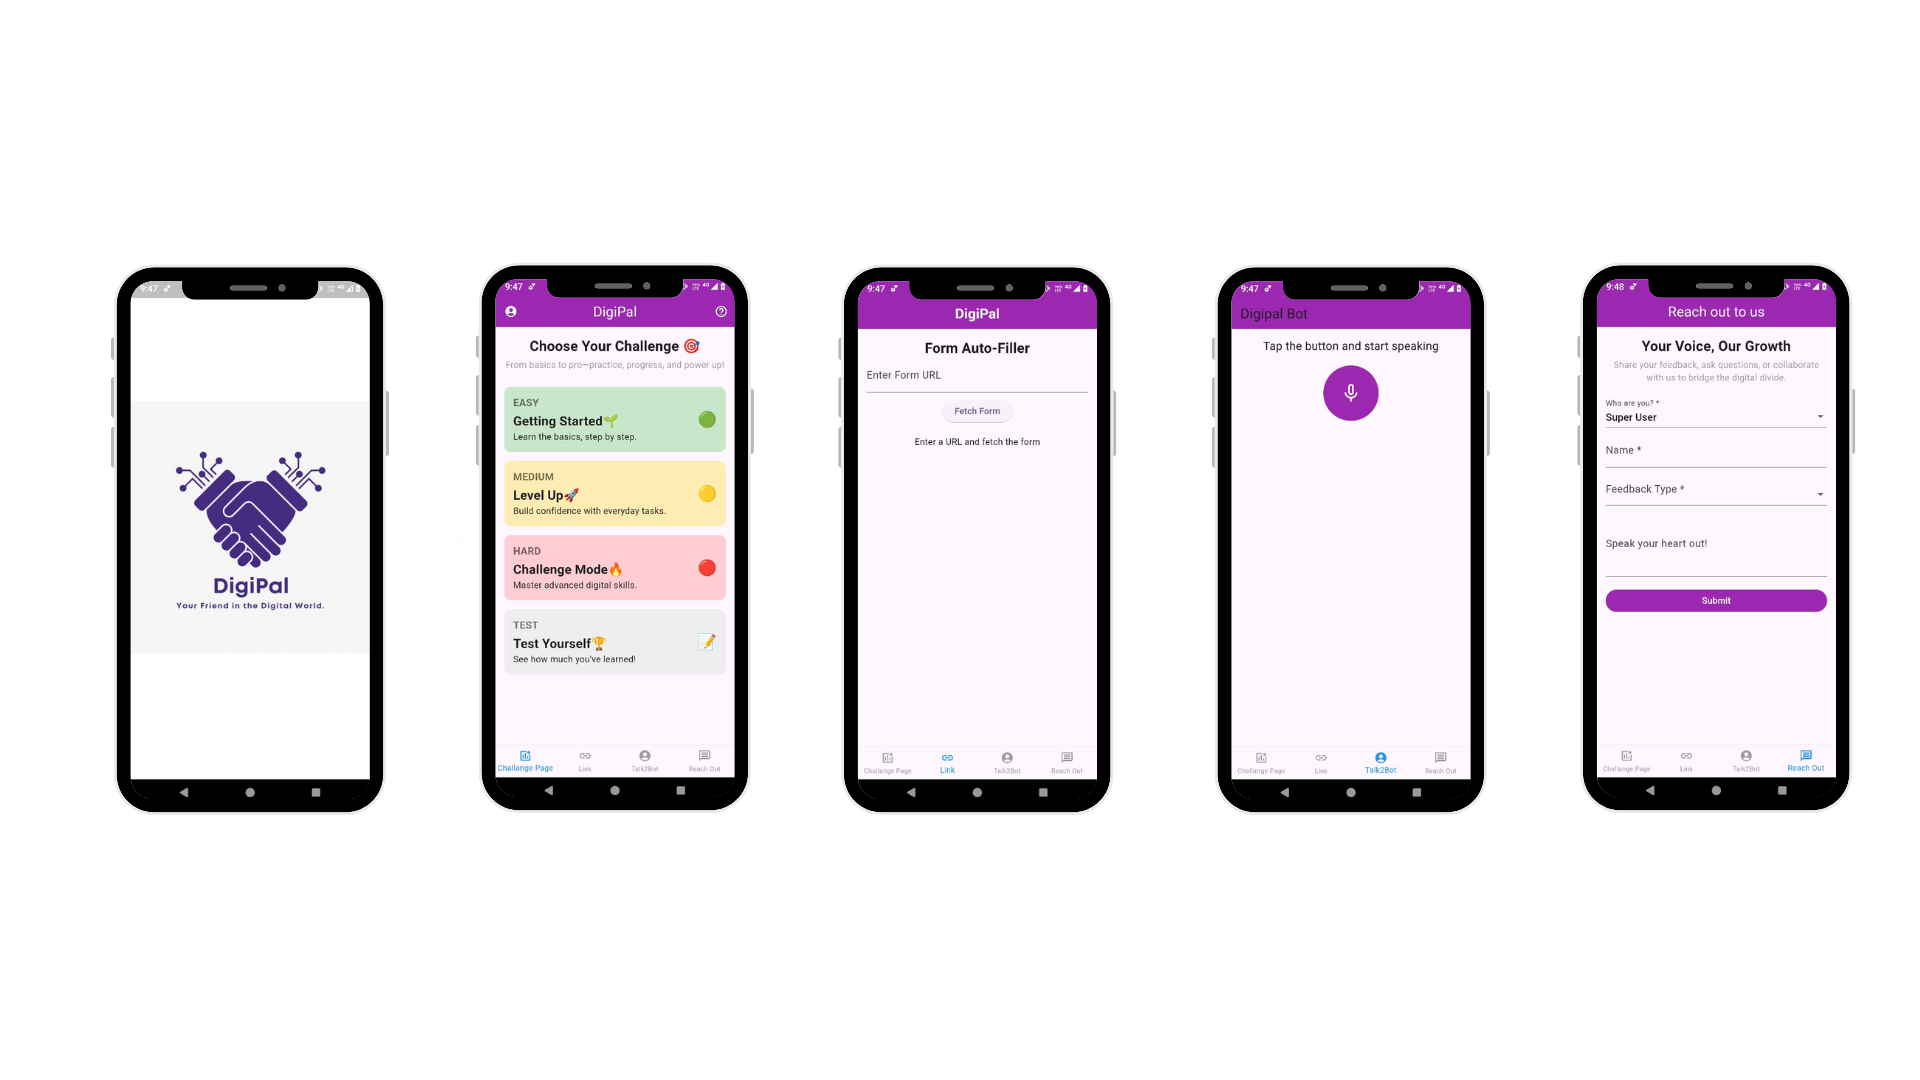 9:47
DigiPal
Your Friend in the Digital World.
9:47
DigiPal
Choose Your Challenge 🎯
From basics to pro—practice, progress, and power up!
EASY
Getting Started🌱
Learn the basics, step by step.
MEDIUM
Level Up🚀
Build confidence with everyday tasks.
HARD
Challenge Mode🔥
Master advanced digital skills.
TEST
Test Yourself🏆
See how much you've learned!
Challange Page Link Talk2Bot Reach Out
9:47
DigiPal
Form Auto-Filler
Enter Form URL
Fetch Form
Enter a URL and fetch the form
Challange Page Link Talk2Bot Reach Out
9:47
Digipal Bot
Tap the button and start speaking
Challange Page Link Talk2Bot Reach Out
9:48
Reach out to us
Your Voice, Our Growth
Share your feedback, ask questions, or collaborate
with us to bridge the digital divide.
Who are you? *
Super User
Name *
Feedback Type *
Speak your heart out!
Submit
Challange Page Link Talk2Bot Reach Out